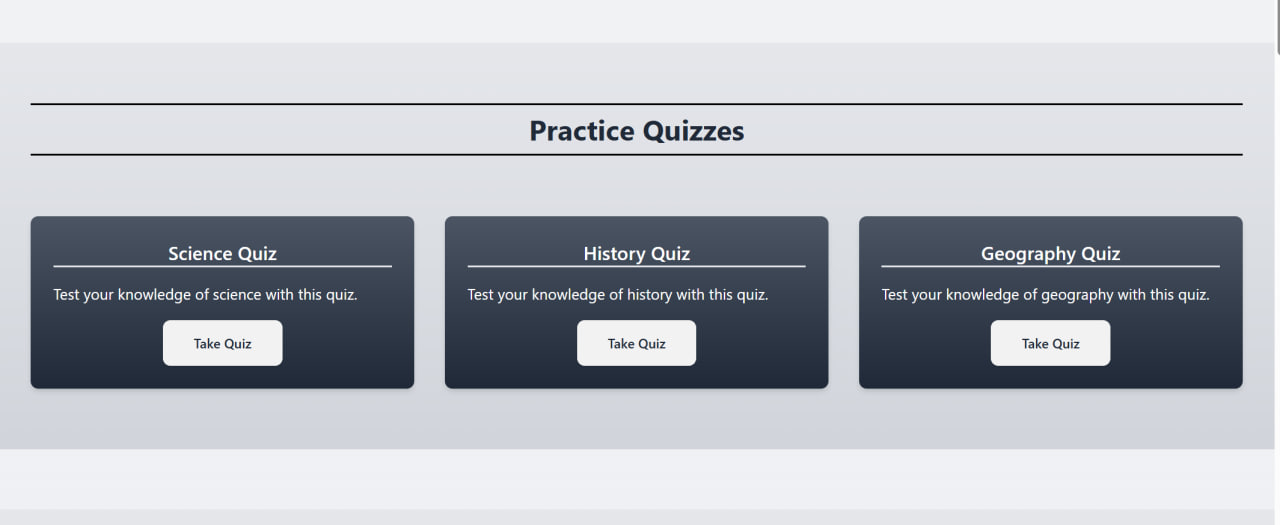 Practice Quizzes
Science Quiz
Test your knowledge of science with this quiz.
Take Quiz
History Quiz
Test your knowledge of history with this quiz.
Take Quiz
Geography Quiz
Test your knowledge of geography with this quiz.
Take Quiz